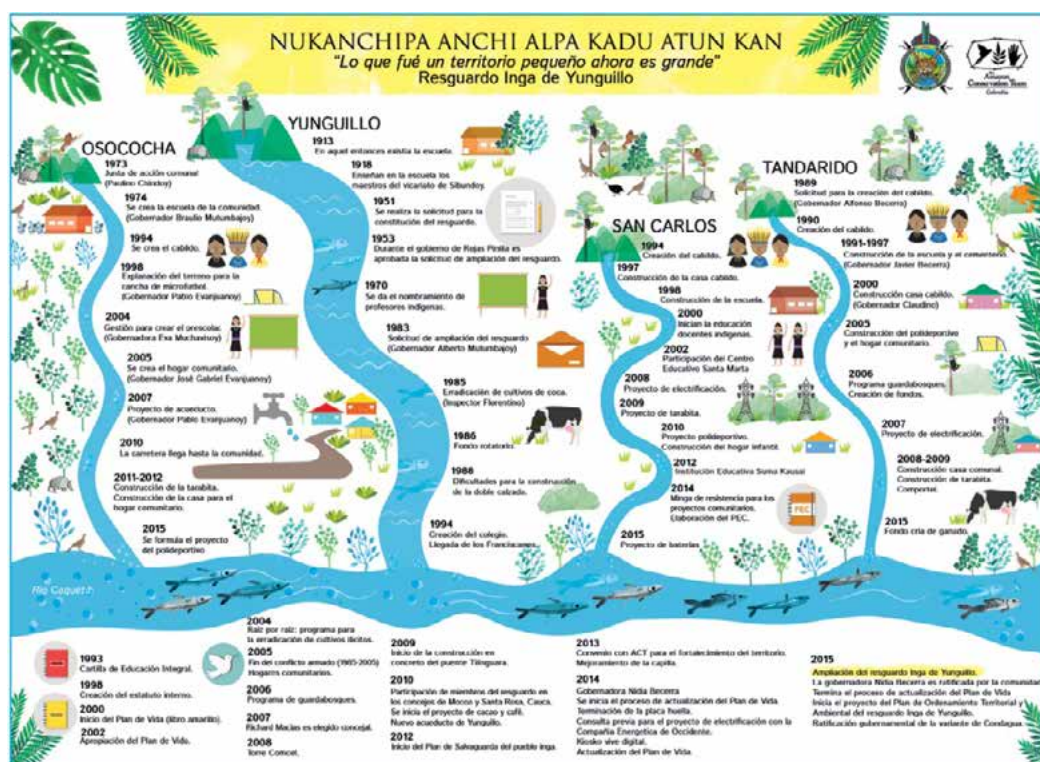 NUKANCHIPA ANCHI ALPA KADU ATUN KAN
"Lo que fué un territorio pequeño ahora es grande"
Resguardo Inga de Yunguillo
Amazon
Conservation Team
Colombia
OSOCOCHA
1973
Junta de acción comunal
(Paulino Chindoy)
1974
Se crea la escuela de la comunidad.
(Gobernador Braulio Mutumbajoy)
1994
Se crea el cabildo.
1998
Explanación del terreno para la
cancha de microfutbol.
(Gobernador Pablo Evanjuanoy)
2004
Gestión para crear el prescolar.
(Gobernadora Eva Muchavisoy)
2005
Se crea el hogar comunitario.
(Gobernador José Gabriel Evanjuanoy)
2007
Proyecto de acueducto.
(Gobernador Pablo Evanjuanoy)
2010
La carretera llega hasta la comunidad.
2011-2012
Construcción de la tarabita.
Construcción de la casa para el
hogar comunitario.
2015
Se formula el proyecto
del polideportivo
YUNGUILLO
1913
En aquel entonces existía la escuela.
1918
Enseñan en la escuela los
maestros del vicariato de Sibundoy.
1951
Se realiza la solicitud para la
constitución del resguardo.
1953
Durante el gobierno de Rojas Pinilla es
aprobada la solicitud de ampliación del resguardo.
1970
Se da el nombramiento de
profesores indígenas.
1983
Solicitud de ampliación del resguardo
(Gobernador Alberto Mutumbajoy)
1985
Erradicación de cultivos de coca.
(Inspector Florentino)
1986
Fondo rotatorio.
1988
Dificultades para la construcción
de la doble calzada.
1994
Creación del colegio.
Llegada de los Franciscanos.
SAN CARLOS
1994
Creación del cabildo.
1997
Construcción de la casa cabildo.
1998
Construcción de la escuela.
2000
Inician la educación
docentes indígenas.
2002
Participación del Centro
Educativo Santa Marta
2008
Proyecto de electrificación.
2009
Proyecto de tarabita.
2010
Proyecto polideportivo.
Construcción del hogar infantil.
2012
Institución Educativa Suma Kausai
2014
Minga de resistencia para los
proyectos comunitarios.
Elaboración del PEC.
PEC
2015
Proyecto de baterías
TANDARIDO
1989
Solicitud para la creación del cabildo.
(Gobernador Alfonso Becerra)
1990
Creación del cabildo.
1991-1997
Construcción de la escuela y el cementerio.
(Gobernador Javier Becerra)
2000
Construcción casa cabildo.
(Gobernador Claudino)
2005
Construcción del polideportivo
y el hogar comunitario.
2006
Programa guardabosques.
Creación de fondos.
2007
Proyecto de electrificación.
2008-2009
Construcción casa comunal.
Construcción de tarabita
Comportet.
2015
Fondo cría de ganado.
Río Caquetá
1993
Cartilla de Educación Integral.
1998
Creación del estatuto interno.
2000
Inicio del Plan de Vida (libro amarillo).
2002
Apropiación del Plan de Vida.
2004
Raíz por raíz: programa para
la erradicación de cultivos ilícitos.
2005
Fin del conflicto armado (1985-2005)
Hogares comunitarios.
2006
Programa de guardabosques.
2007
Richard Macías es elegido concejal.
2008
Torre Comcel.
2009
Inicio de la construcción en
concreto del puente Tilinguara.
2010
Participación de miembros del resguardo en
los concejos de Mocoa y Santa Rosa, Cauca.
Se inicia el proyecto de cacao y café.
Nuevo acueducto de Yunguillo.
2012
Inicio del Plan de Salvaguarda del pueblo inga.
2013
Convenio con ACT para el fortalecimiento del territorio.
Mejoramiento de la capilla.
2014
Gobernadora Nidia Becerra
Se inicia el proceso de actualización del Plan de Vida
Terminación de la placa huella.
Consulta previa para el proyecto de electrificación con la
Compañía Energética de Occidente.
Kiosko vive digital.
Actualización del Plan de Vida.
2015
Ampliación del resguardo Inga de Yunguillo.
La gobernadora Nidia Becerra es ratificada por la comunidad
Termina el proceso de actualización del Plan de Vida
Inicia el proyecto del Plan de Ordenamiento Territorial y
Ambiental del resguardo Inga de Yunguillo.
Ratificación gubernamental de la variante de Condagua.